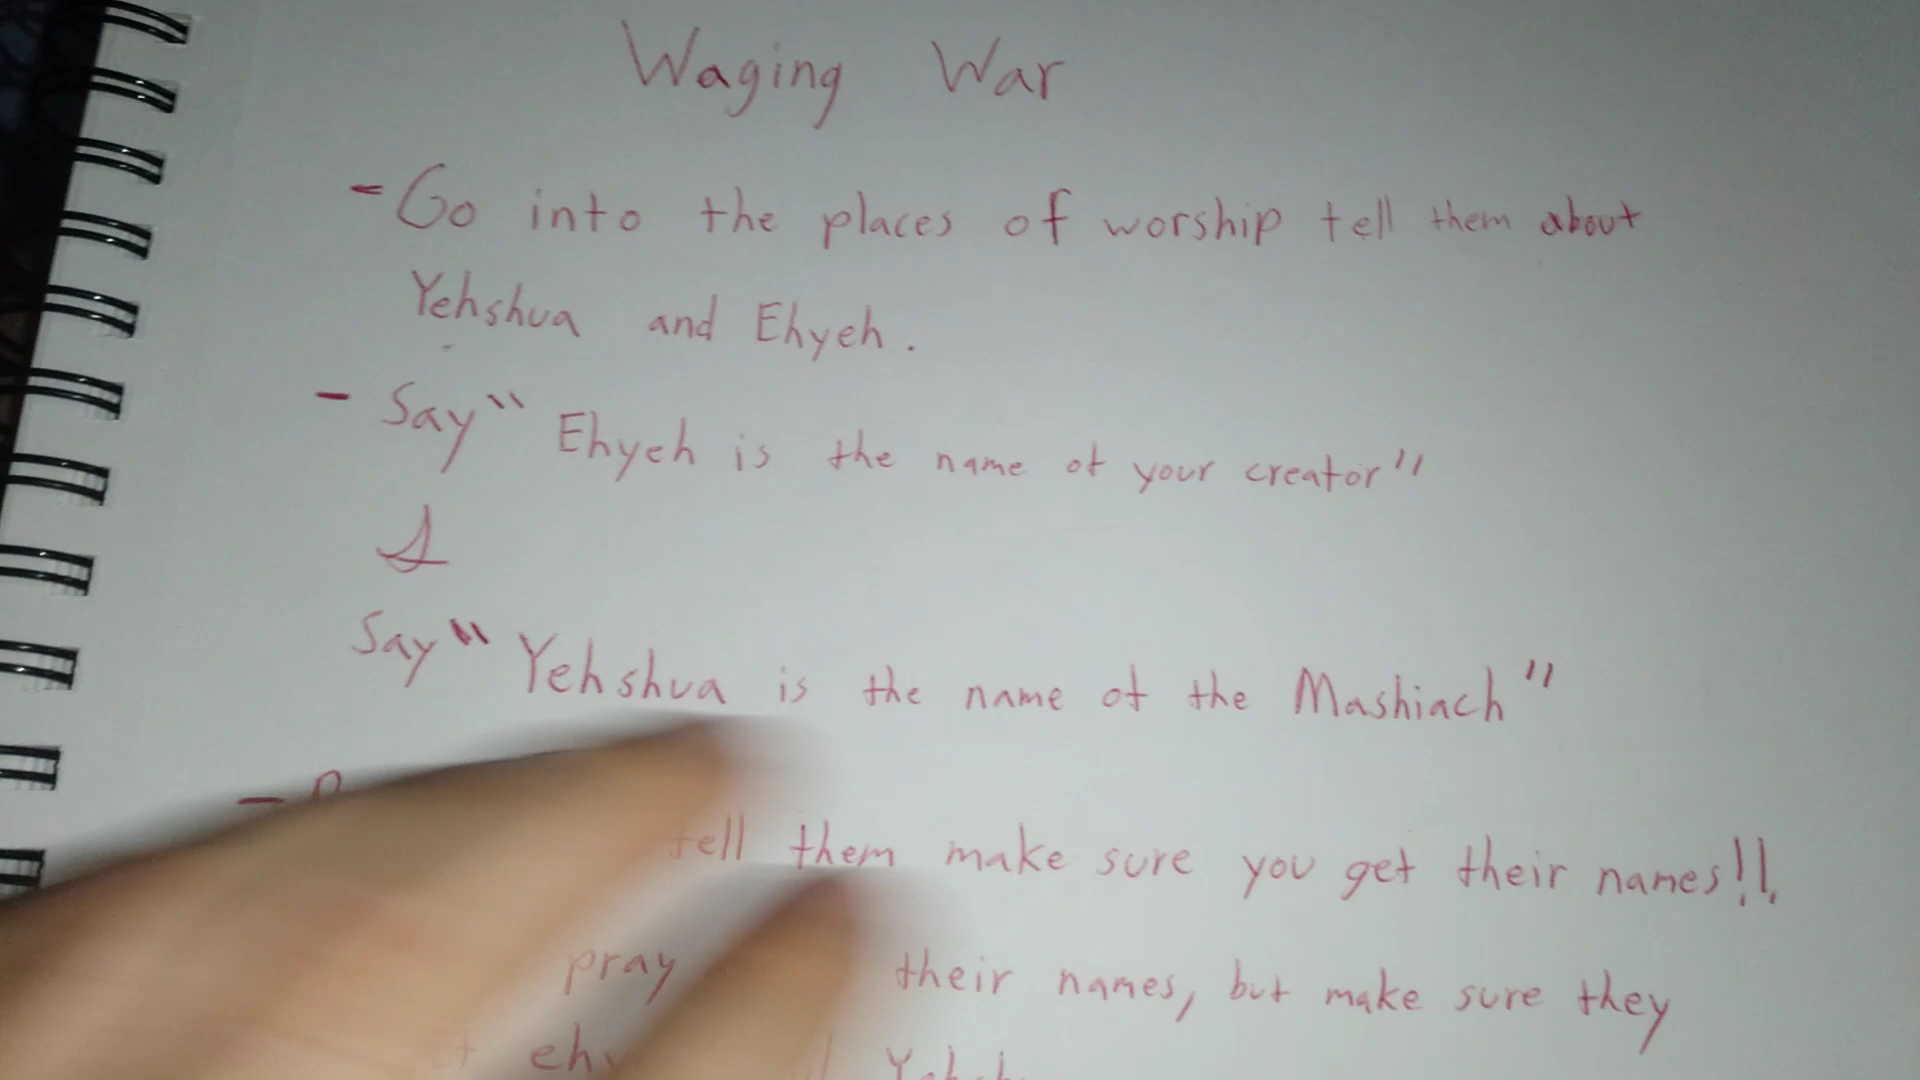 Waging War
- Go into the places of worship tell them about
Yehshua and Ehyeh.
- Say "Ehyeh is the name of your creator"
&
Say "Yehshua is the name of the Mashiach"
- tell them make sure you get their names!!
pray their names, but make sure they